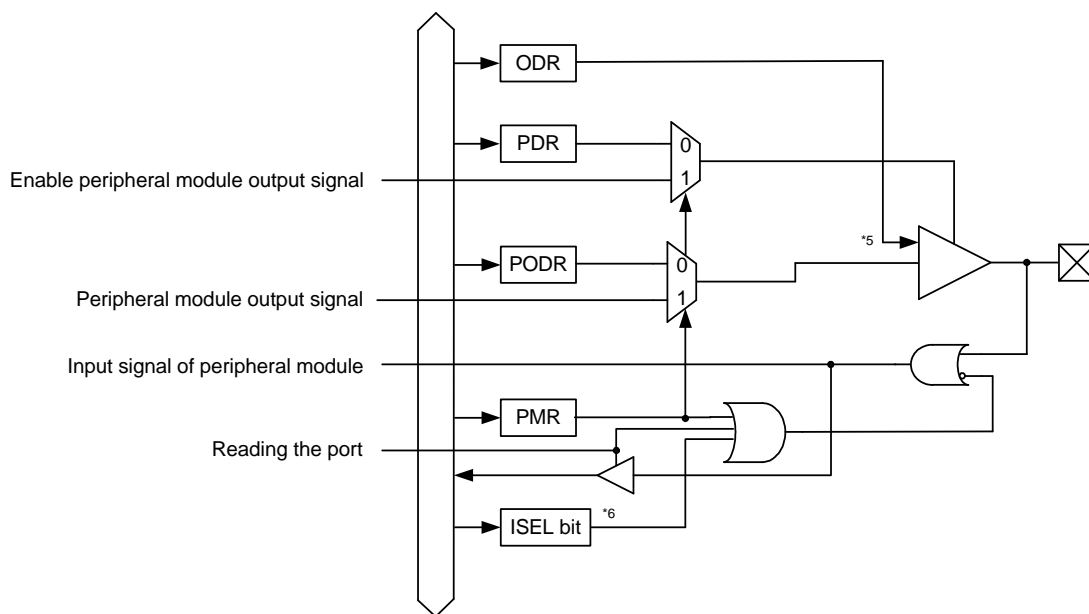 ODR
PDR
0
1
Enable peripheral module output signal
*5
PODR
0
1
Peripheral module output signal
Input signal of peripheral module
PMR
Reading the port
ISEL bit
*6